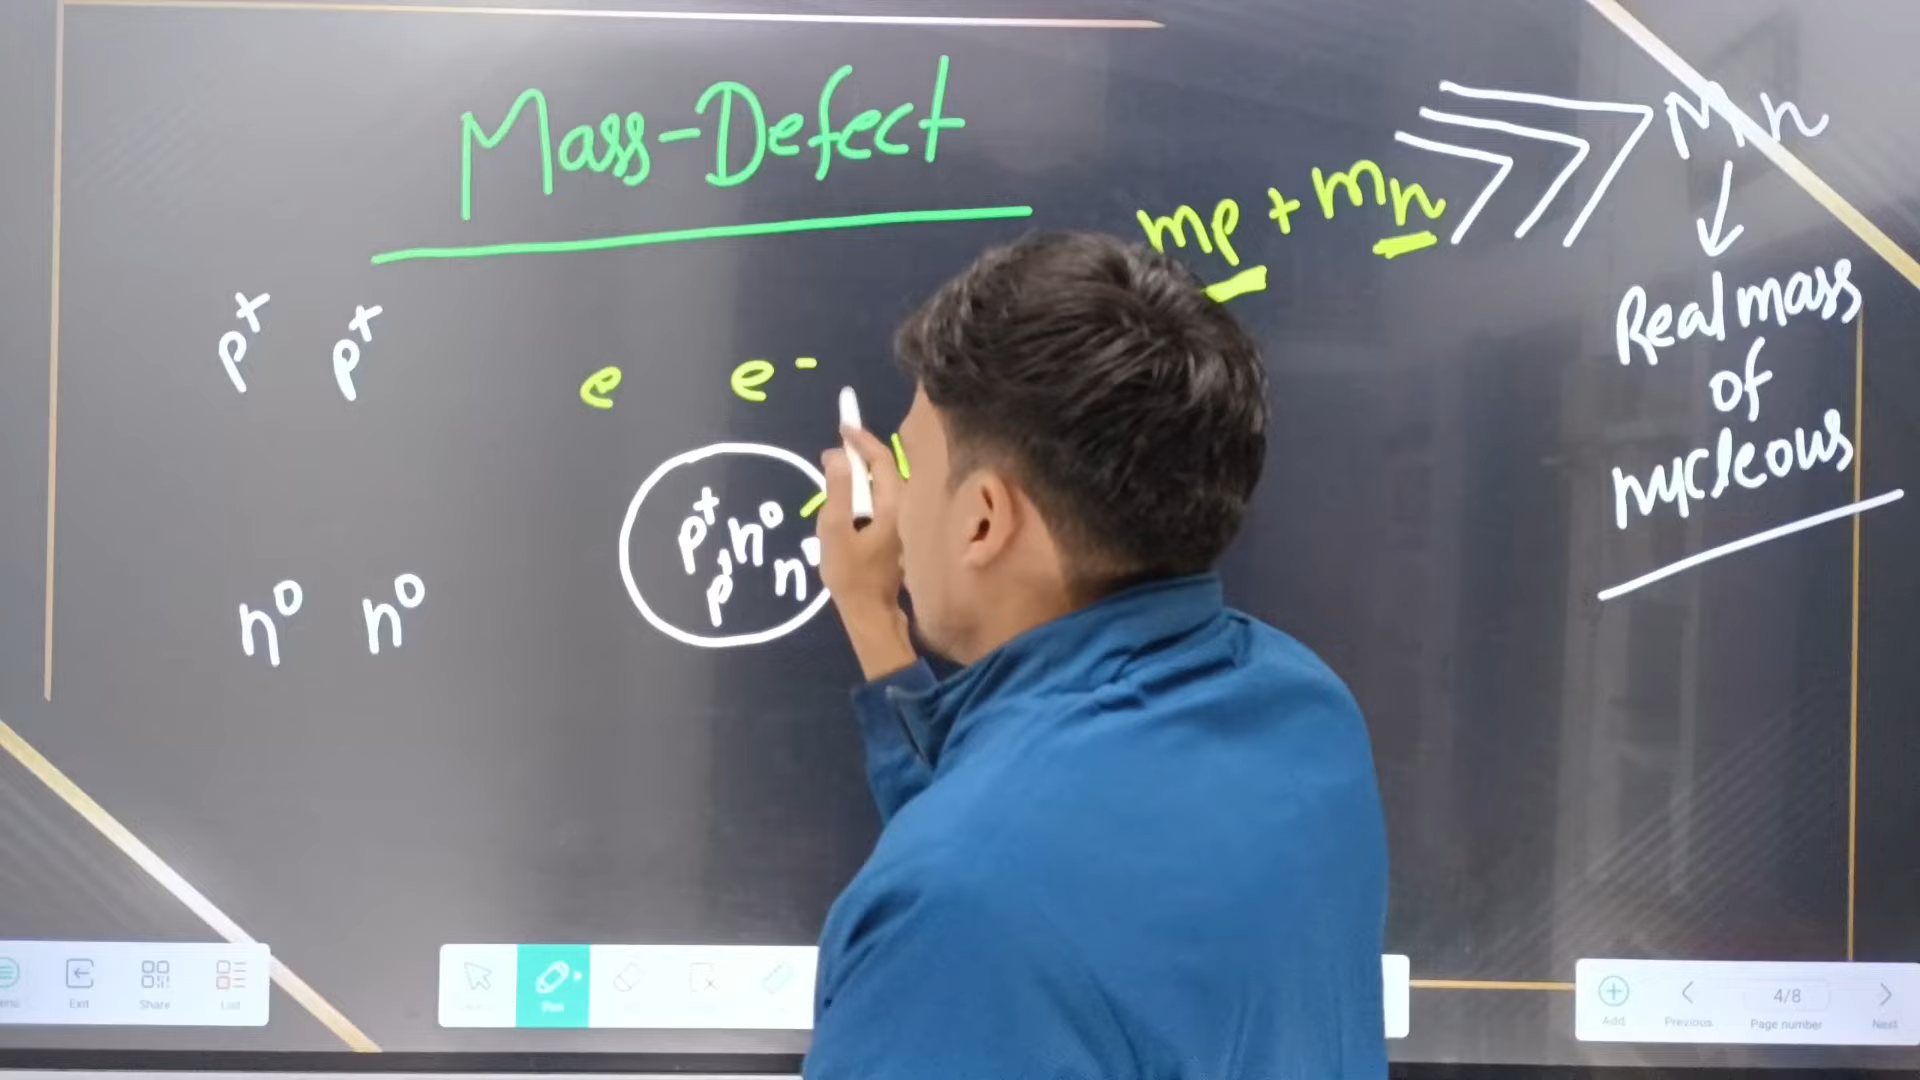 Mass-Defect
mp + mn
Mn
Real mass
of
nucleous
p+ p+
e e-
p+, n0
p n0
n0 n0
Exit
Share
List
Pen
Add
Previous
4/8
Page number
Next